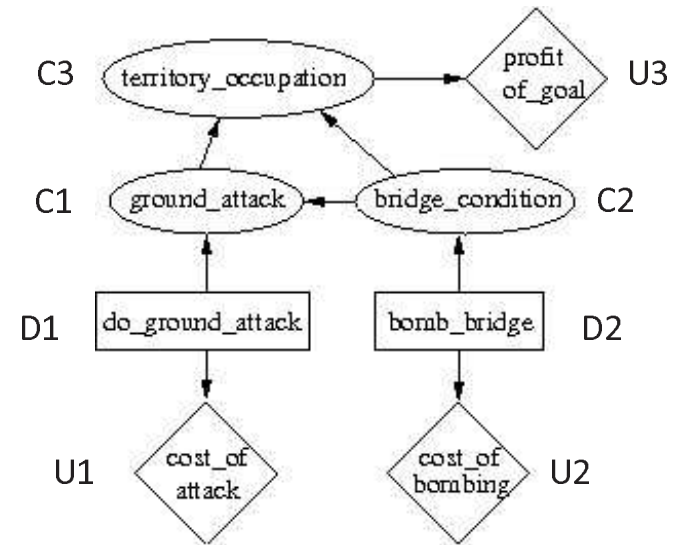 C3
territory_occupation
profit
of_goal
U3
C1
ground_attack
bridge_condition
C2
D1
do_ground_attack
bomb_bridge
D2
U1
cost_of
attack
cost_of
bombing
U2